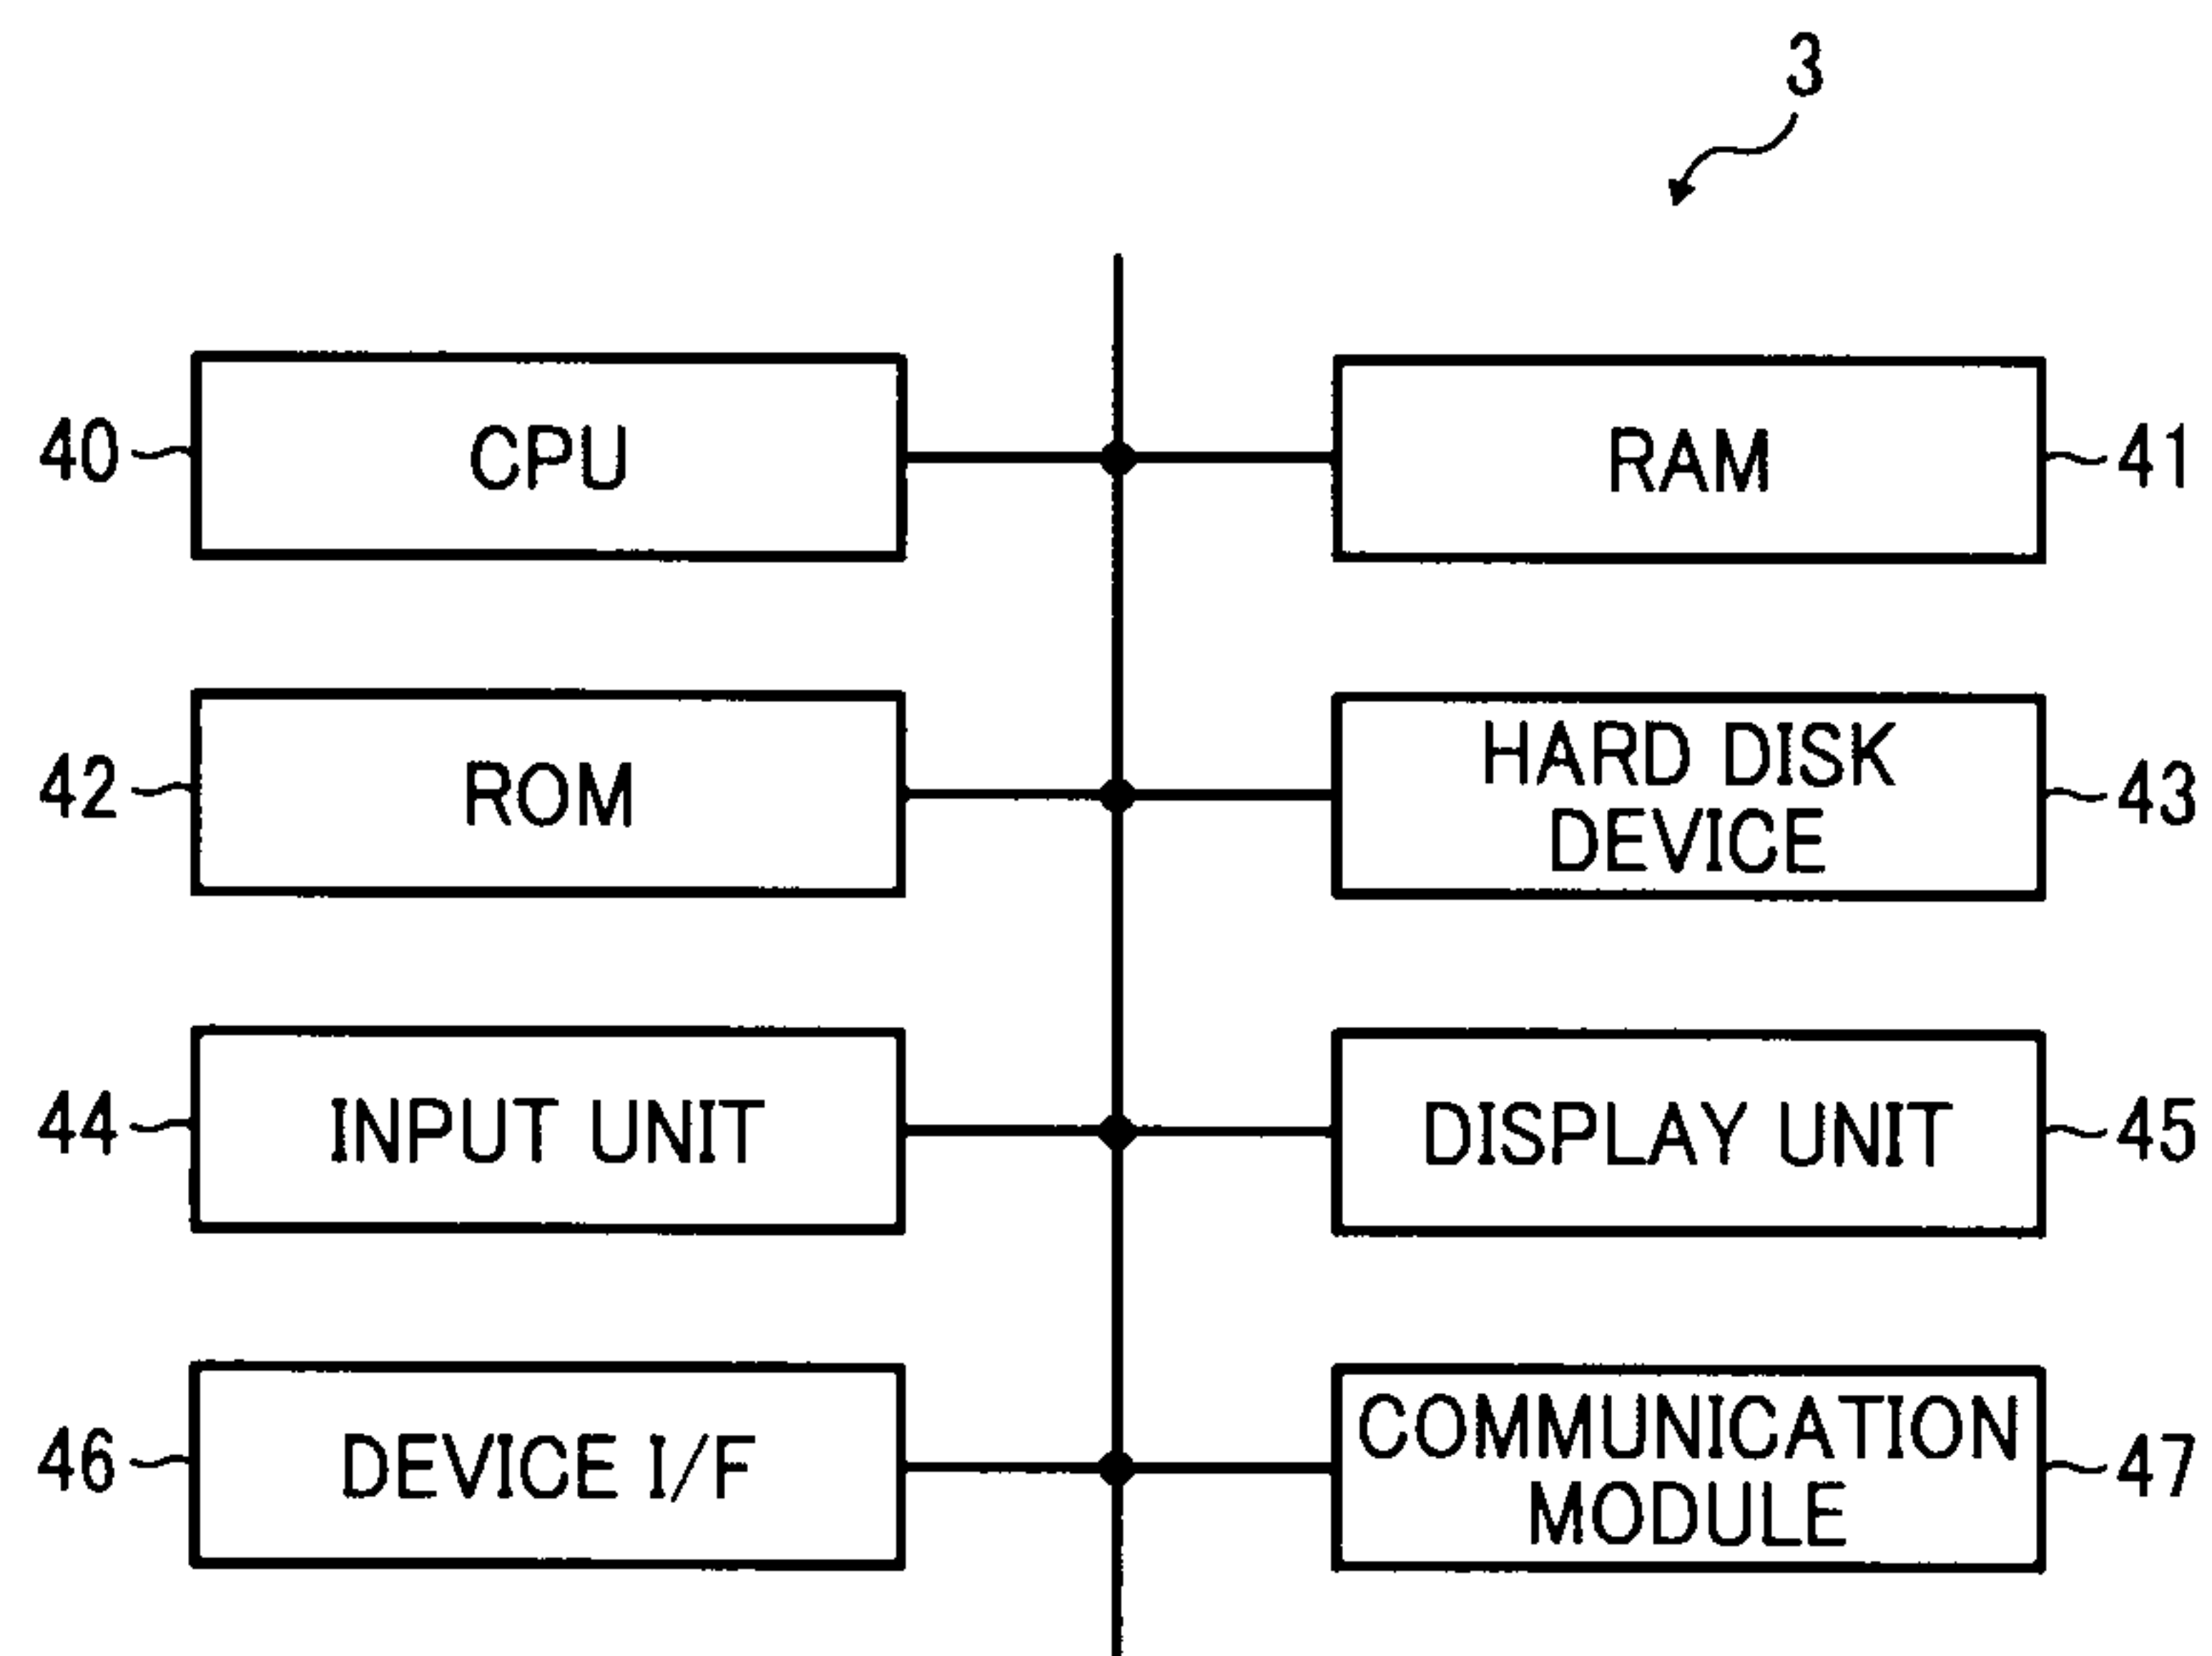 3
40 CPU
RAM 41
42 ROM
HARD DISK
DEVICE 43
44 INPUT UNIT
DISPLAY UNIT 45
46 DEVICE I/F
COMMUNICATION
MODULE 47